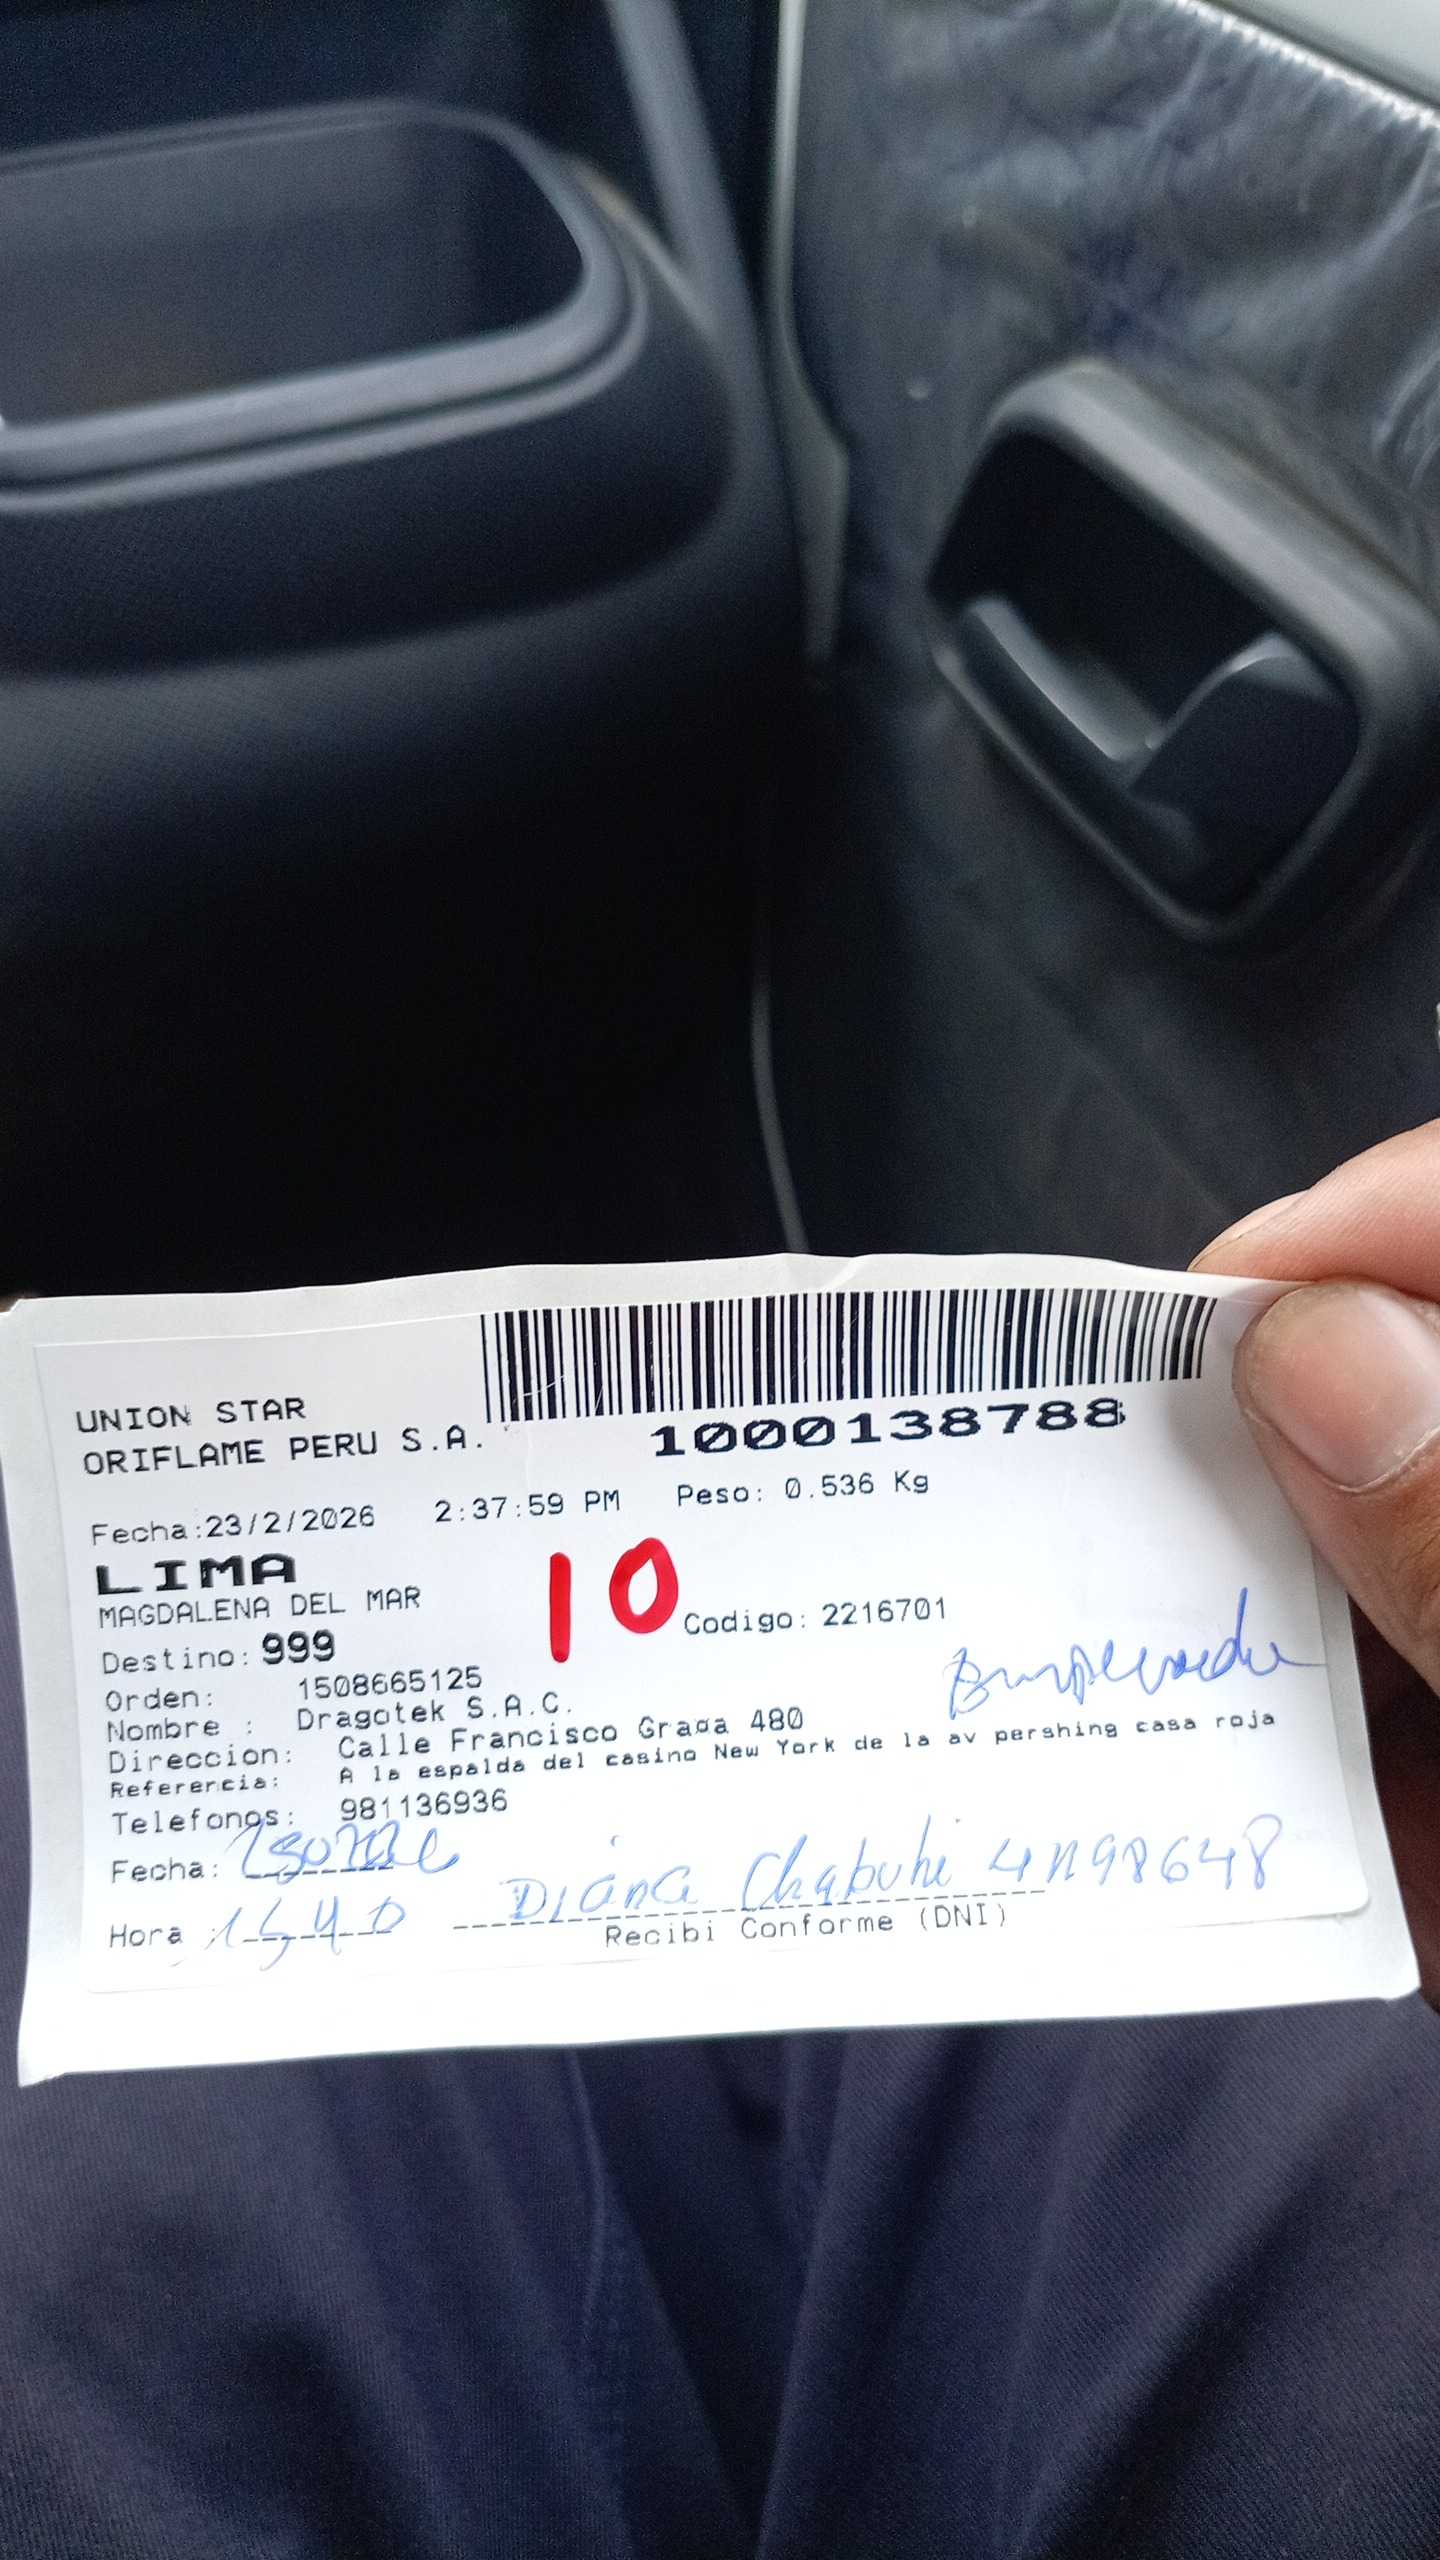 UNION STAR
ORIFLAME PERU S.A.
1000138788
Fecha:23/2/2026 2:37:59 PM Peso: 0.536 Kg
LIMA
MAGDALENA DEL MAR
10
Destino: 999 Codigo: 2216701
Orden: 1508665125
Nombre : Dragotek S.A.C.
Direccion: Calle Francisco Graña 480
Referencia: A la espalda del casino New York de la av pershing casa roja
Telefonos: 981136936
Fecha:
Hora : 1540 Diana
Recibi Conforme (DNI)